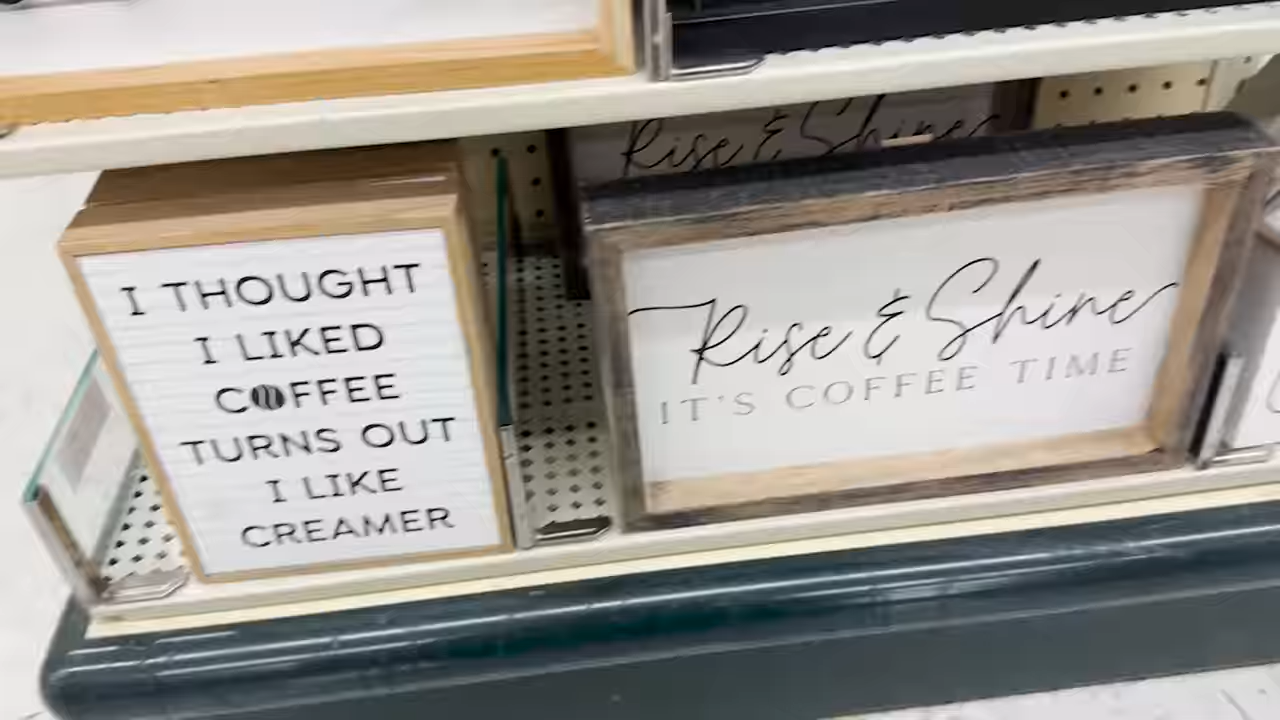 I THOUGHT
I LIKED
COFFEE
TURNS OUT
I LIKE
CREAMER
Rise & Shine
Rise & Shine
IT'S COFFEE TIME